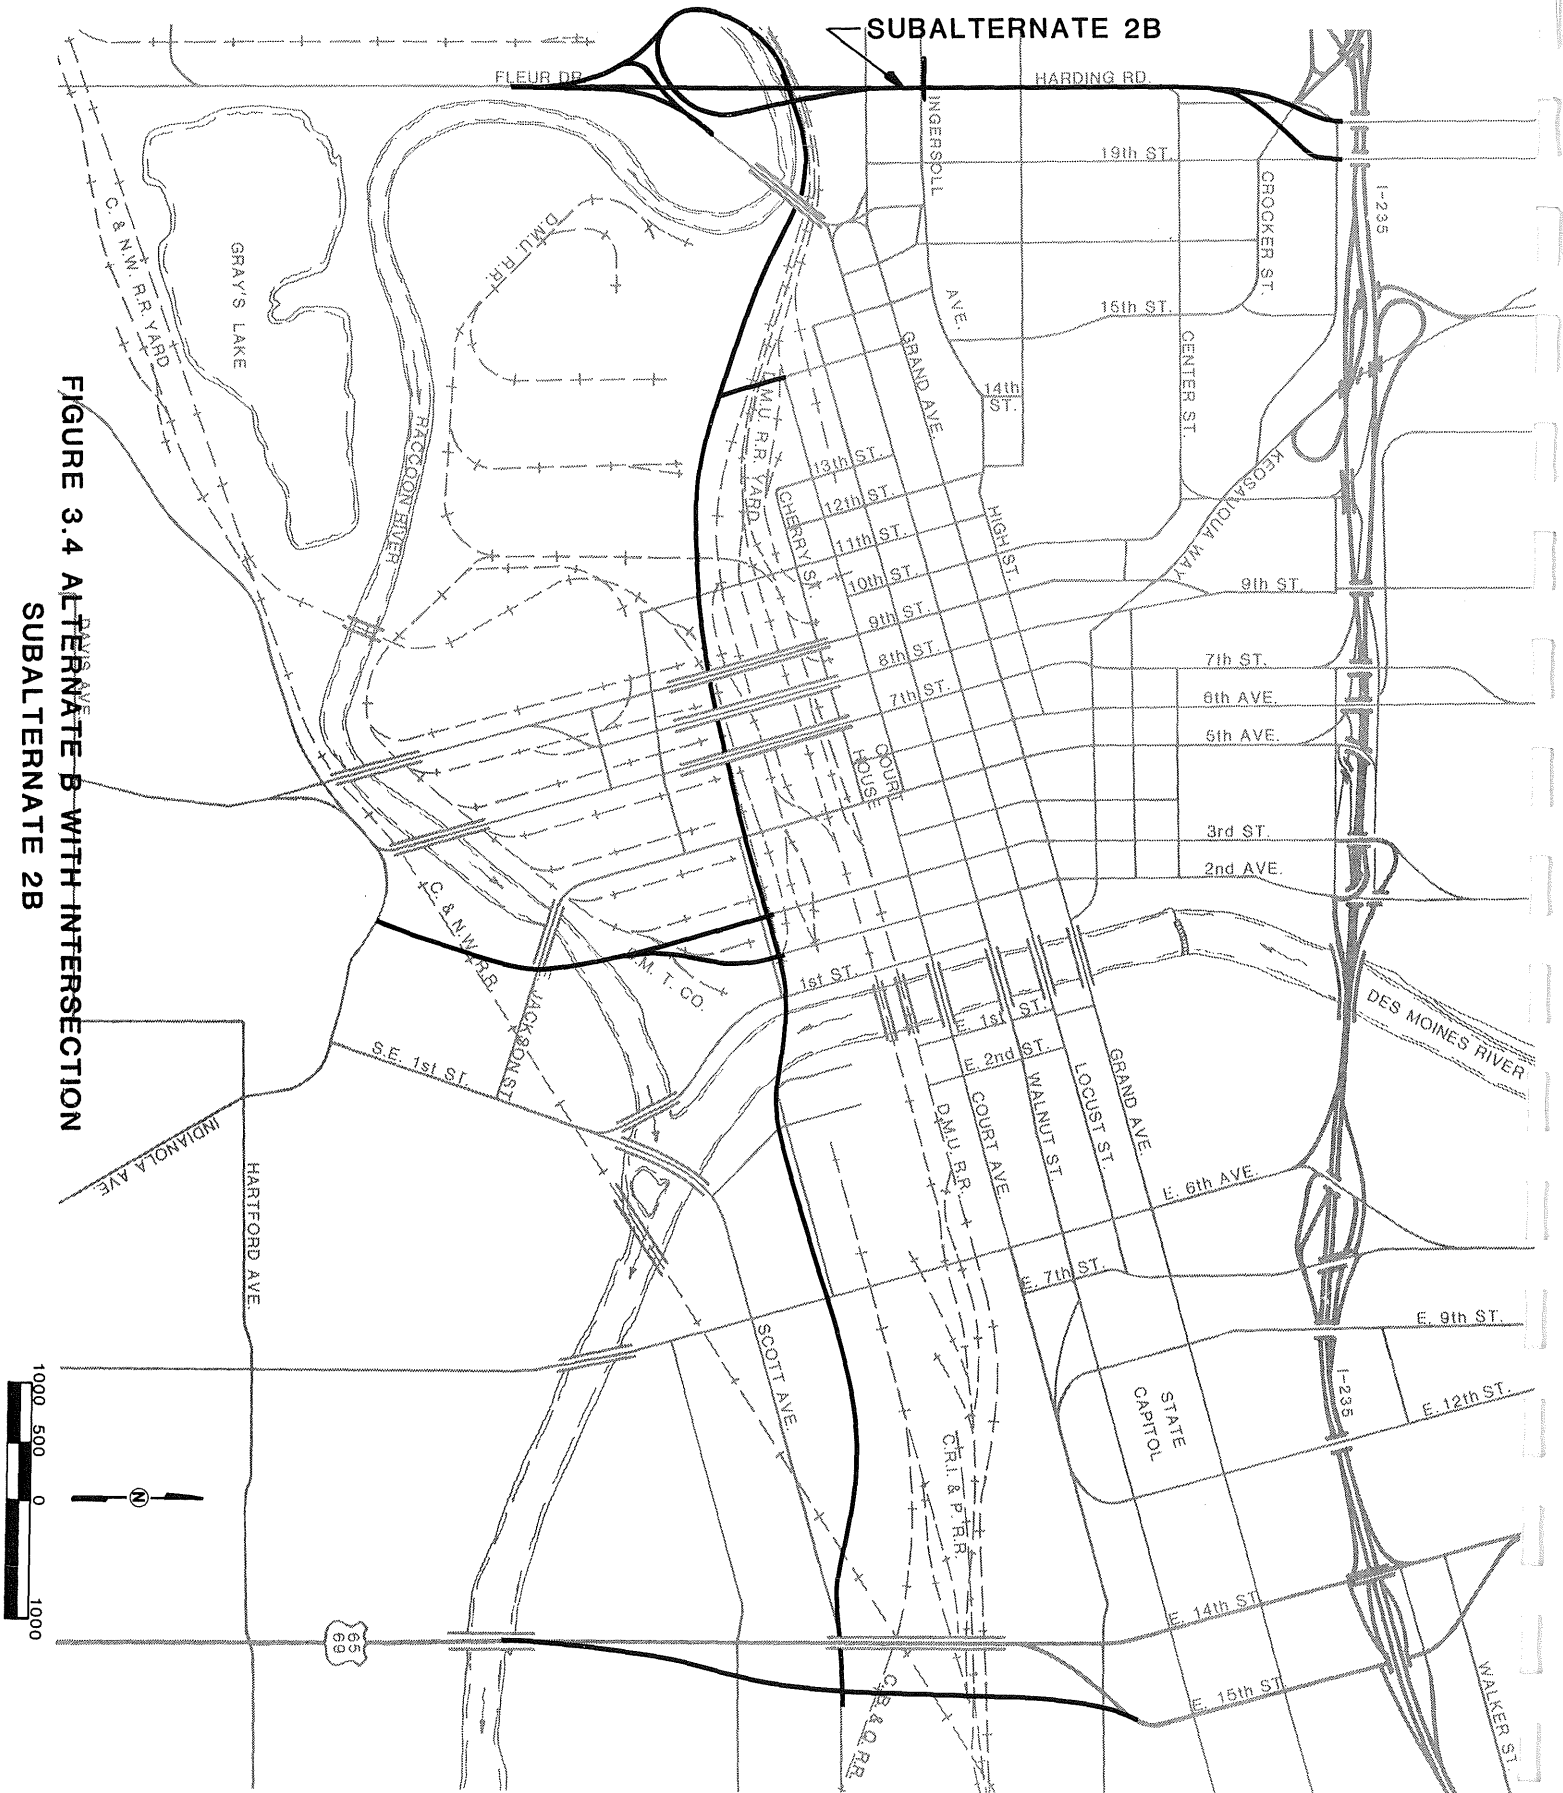 SUBALTERNATE 2B
FLEUR DR.
HARDING RD.
INGERSOLL
AVE.
19th ST.
CROCKER ST.
I-235
C. & N.W. R.R. YARD
GRAY'S LAKE
D.M.U. R.R.
15th ST.
CENTER ST.
GRAND AVE.
14th
ST.
RACCOON RIVER
D.M.U. R.R. YARD
13th ST.
12th ST.
CHERRY ST.
11th ST.
10th ST.
HIGH ST.
KEOSAUQUA WAY
9th ST.
9th ST.
8th ST.
7th ST.
7th ST.
6th AVE.
5th AVE.
COURT
HOUSE
3rd ST.
2nd AVE.
DAVIS AVE
C. & N.W. R.R.
D.M. T. CO.
1st ST.
JACKSON ST.
S.E. 1st ST.
E. 1st ST.
E. 2nd ST.
DES MOINES RIVER
GRAND AVE.
LOCUST ST.
WALNUT ST.
COURT AVE.
D.M.U. R.R.
INDIANOLA AVE.
HARTFORD AVE.
E. 6th AVE.
E. 7th ST.
E. 9th ST.
SCOTT AVE.
I-235
E. 12th ST.
STATE
CAPITOL
C.R.I. & P. R.R.
E. 14th ST.
E. 15th ST.
WALKER ST.
C.B. & Q. R.R.
65
69
1000 500 0 1000
N
FIGURE 3.4 ALTERNATE B WITH INTERSECTION
SUBALTERNATE 2B